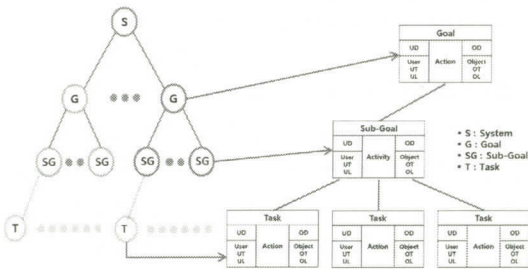 S
G
G
SG
SG
SG
SG
T
T
Goal
UD
OD
User
UT
UL
Action
Object
OT
OL
Sub-Goal
UD
OD
User
UT
UL
Activity
Object
OT
OL
• S : System
• G : Goal
• SG : Sub-Goal
• T : Task
Task
UD
OD
User
UT
UL
Action
Object
OT
OL
Task
UD
OD
User
UT
UL
Action
Object
OT
OL
Task
UD
OD
User
UT
UL
Action
Object
OT
OL